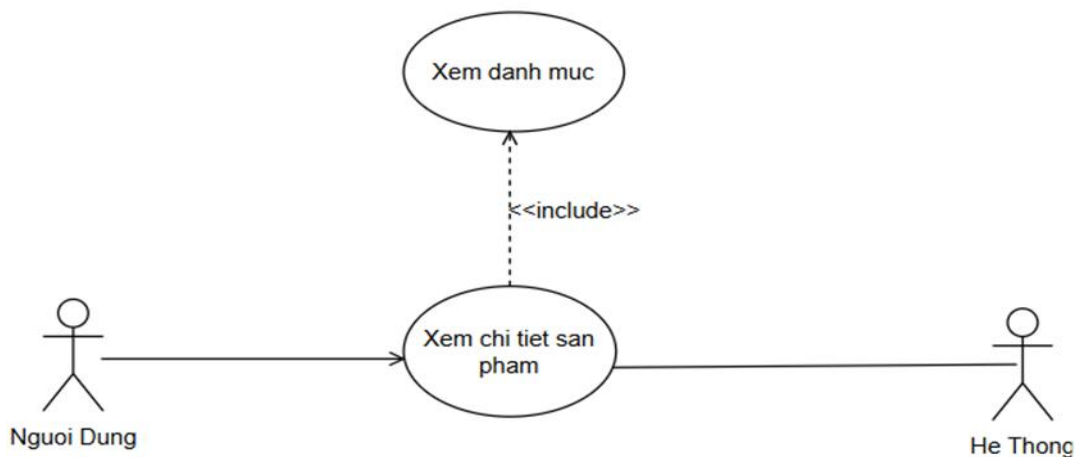 Xem danh muc
<<include>>
Xem chi tiet san
pham
Nguoi Dung
He Thong